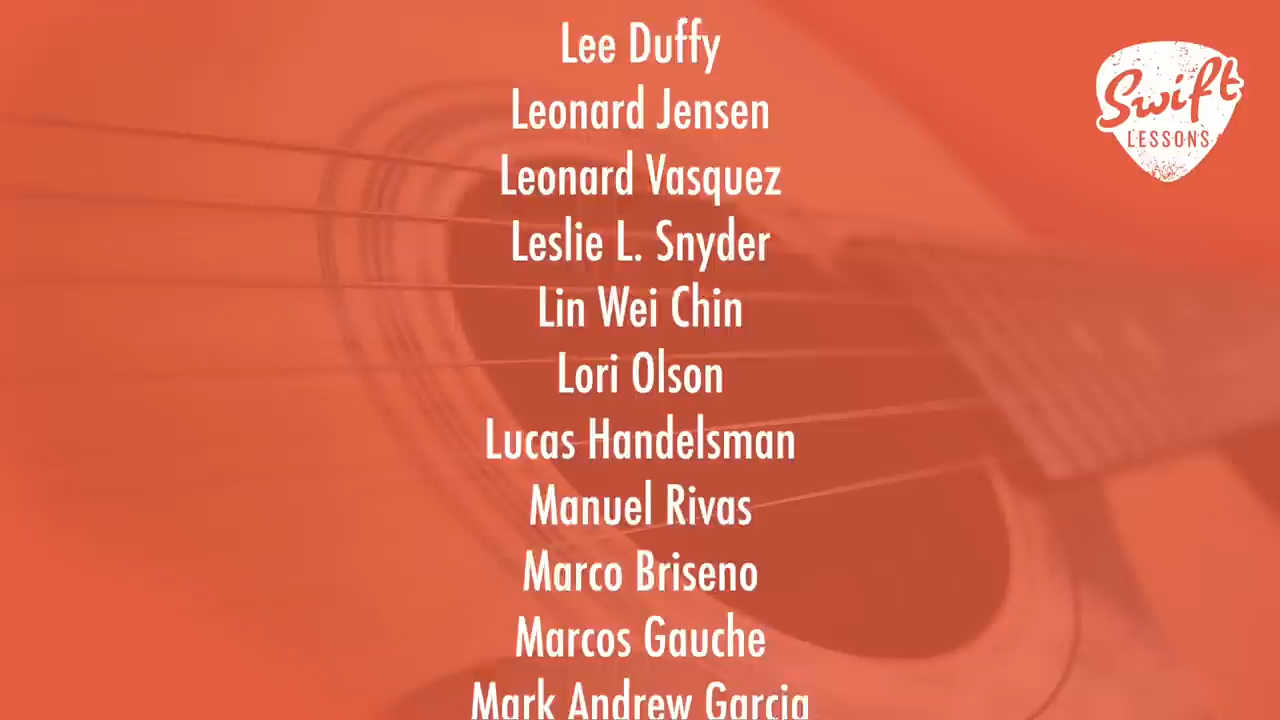 Lee Duffy
Leonard Jensen
Leonard Vasquez
Leslie L. Snyder
Lin Wei Chin
Lori Olson
Lucas Handelsman
Manuel Rivas
Marco Briseno
Marcos Gauche
Mark Andrew Garcia
Swift
LESSONS